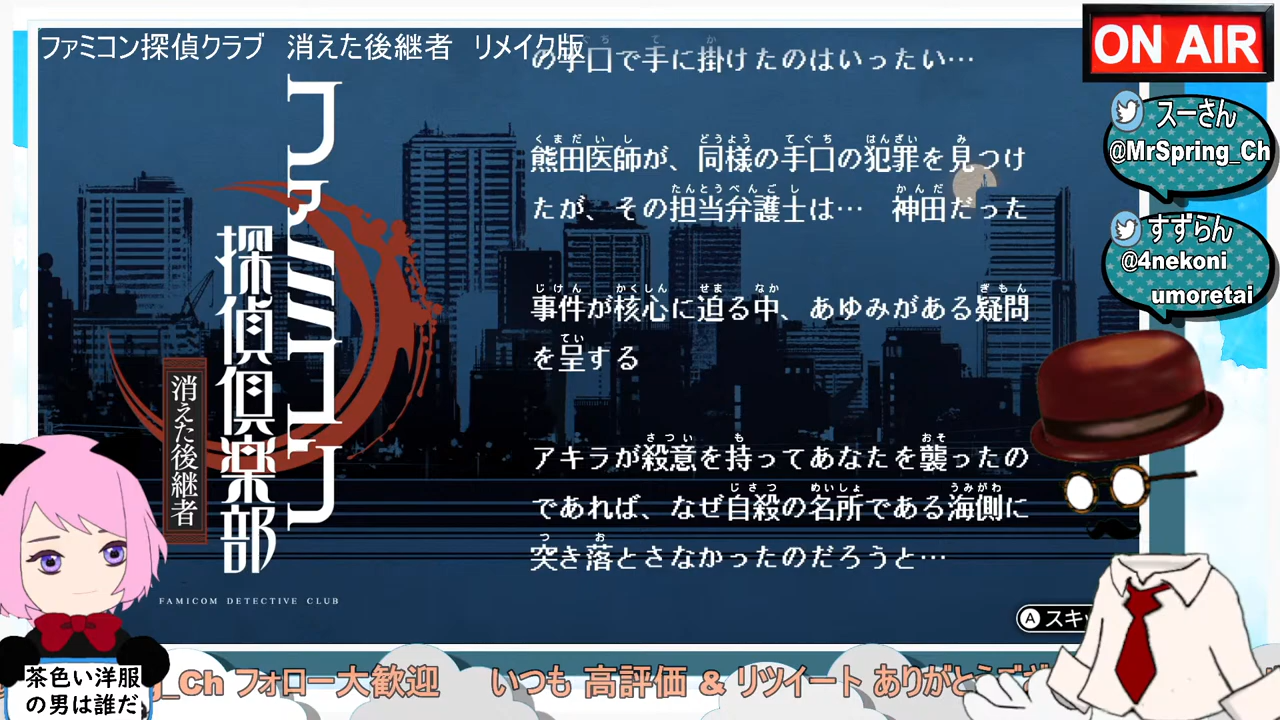 ファミコン探偵クラブ 消えた後継者 リメイク版
の手口で手に掛けたのはいったい…
熊田医師が、同様の手口の犯罪を見つけ
たが、その担当弁護士は… 神田だった
事件が核心に迫る中、あゆみがある疑問
を呈する
アキラが殺意を持ってあなたを襲ったの
であれば、なぜ自殺の名所である海側に
突き落とさなかったのだろうと…
ファミコン
探偵倶楽部
消えた後継者
FAMICOM DETECTIVE CLUB
ON AIR
スーさん
@MrSpring_Ch
すずらん
@4nekoni
umoretai
A スキッ
茶色い洋服
の男は誰だ
g_Ch フォロー大歓迎 いつも 高評価 & リツイート ありがとうござ